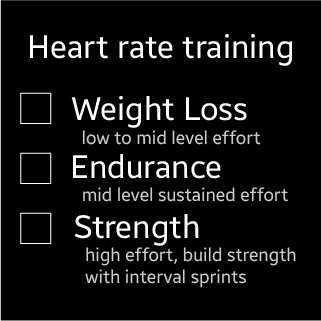 Heart rate training
Weight Loss
low to mid level effort
Endurance
mid level sustained effort
Strength
high effort, build strength
with interval sprints